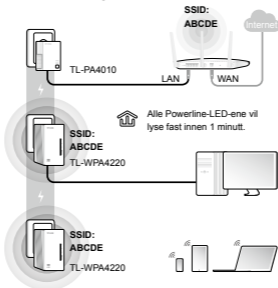 SSID:
ABCDE
Internet
TL-PA4010
LAN
WAN
Alle Powerline-LED-ene vil
lyse fast innen 1 minutt.
SSID:
ABCDE
TL-WPA4220
SSID:
ABCDE
TL-WPA4220